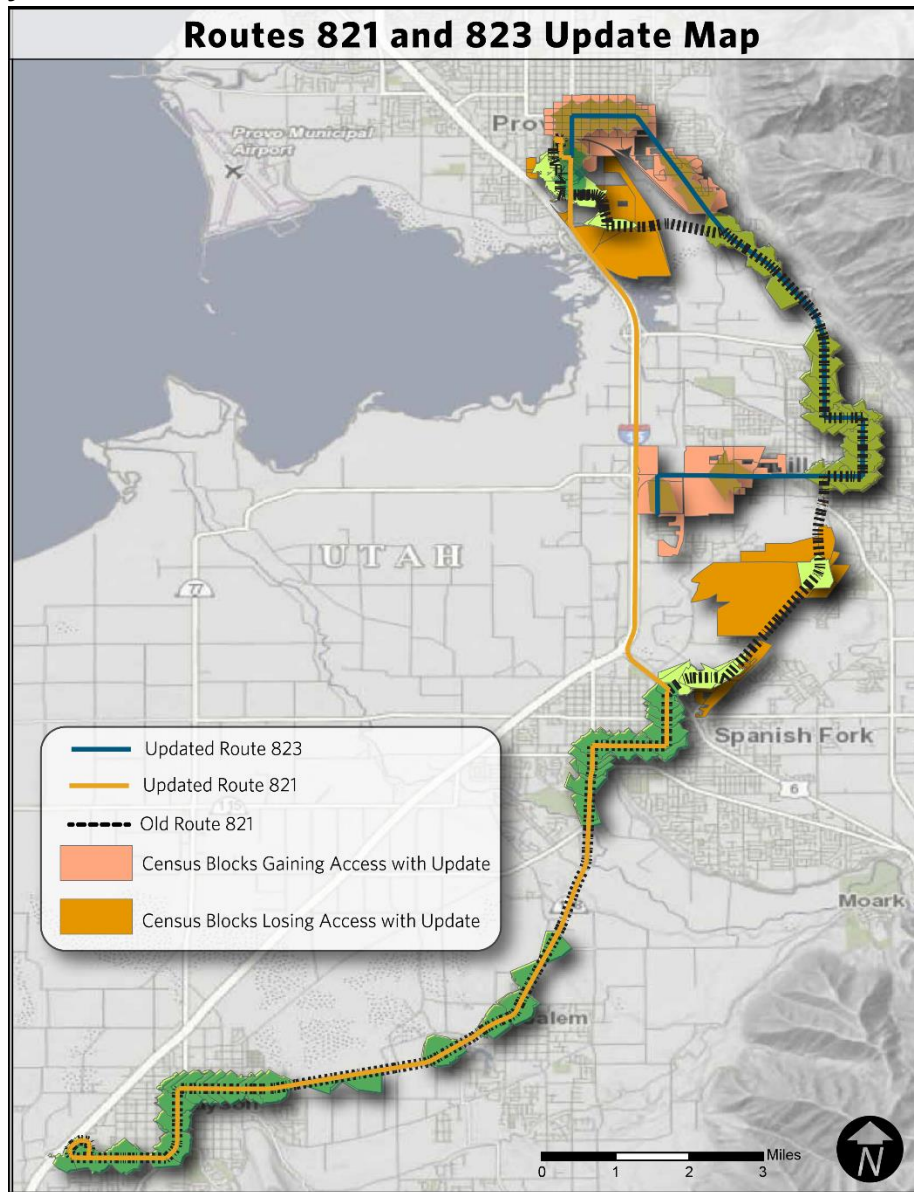 Routes 821 and 823 Update Map
Provo Municipal
Airport
UTAH
77
Spanish Fork
6
Moark
Updated Route 823
Updated Route 821
Old Route 821
Census Blocks Gaining Access with Update
Census Blocks Losing Access with Update
Miles
0 1 2 3
N